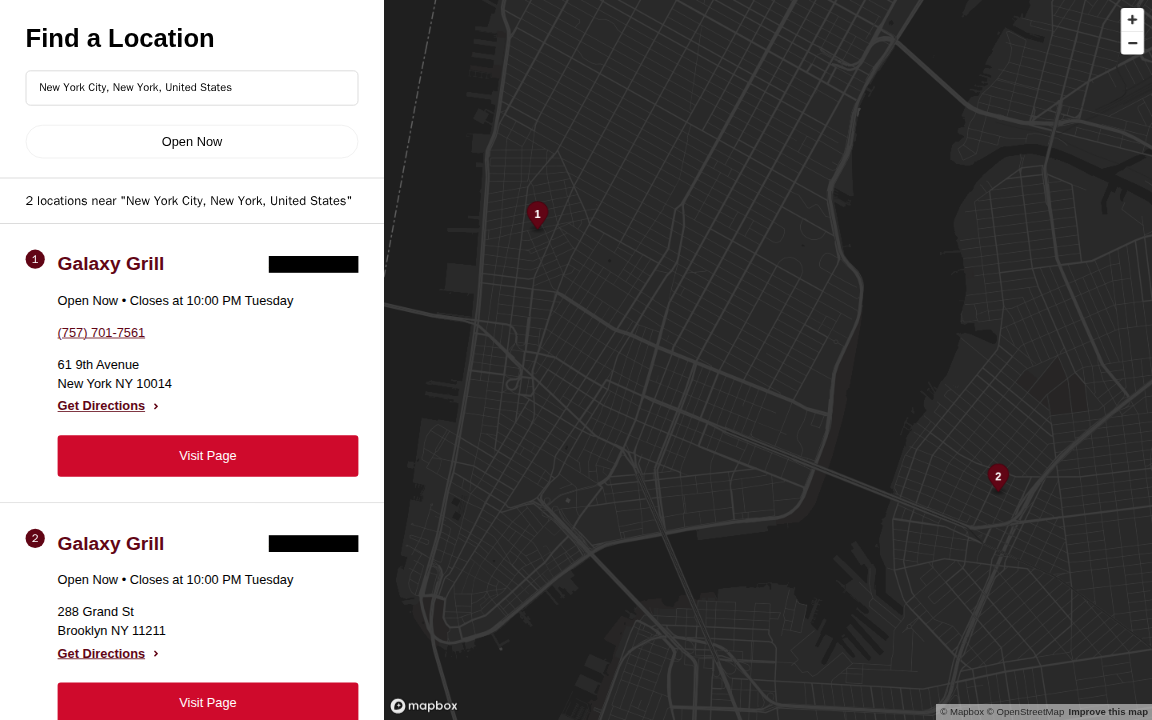 Find a Location
New York City, New York, United States
Open Now
2 locations near "New York City, New York, United States"
1
Galaxy Grill
Open Now • Closes at 10:00 PM Tuesday
(757) 701-7561
61 9th Avenue
New York NY 10014
Get Directions
Visit Page
2
Galaxy Grill
Open Now • Closes at 10:00 PM Tuesday
288 Grand St
Brooklyn NY 11211
Get Directions
Visit Page
+
−
1
2
mapbox
© Mapbox © OpenStreetMap Improve this map